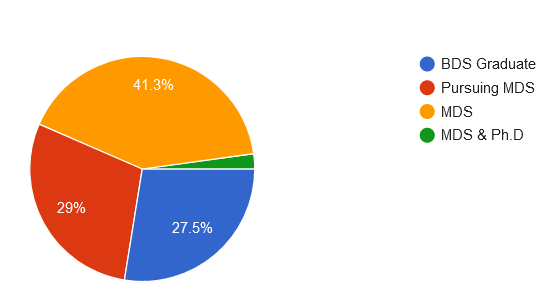 41.3%
29%
27.5%
BDS Graduate
Pursuing MDS
MDS
MDS & Ph.D